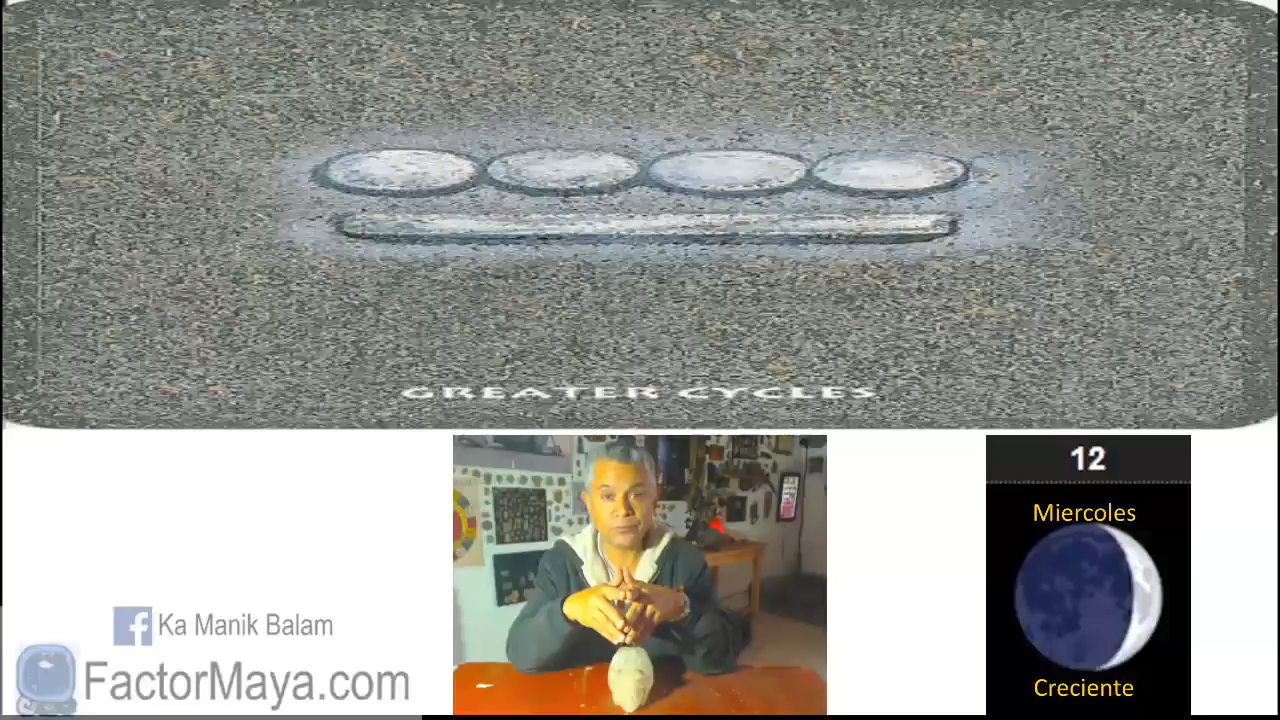 GREATER CYCLES
12
Miercoles
Creciente
Ka Manik Balam
FactorMaya.com